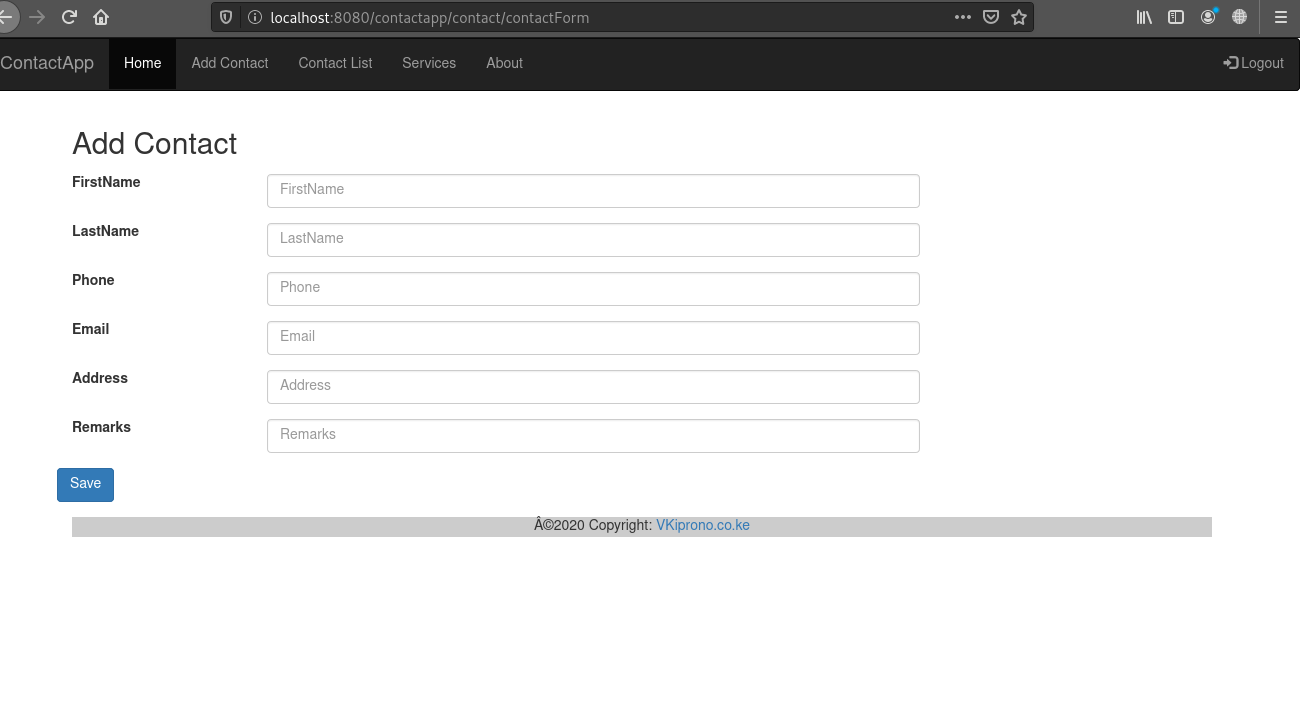 localhost:8080/contactapp/contact/contactForm
ContactApp Home Add Contact Contact List Services About Logout
Add Contact
FirstName FirstName
LastName LastName
Phone Phone
Email Email
Address Address
Remarks Remarks
Save
Â©2020 Copyright: VKiprono.co.ke